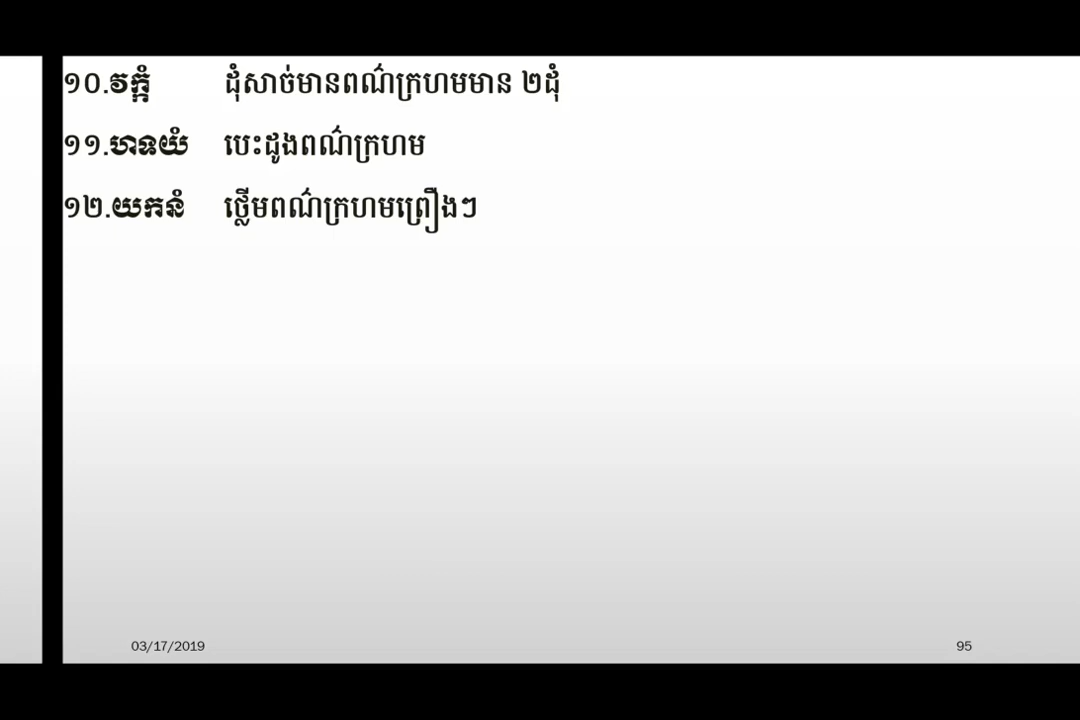 ១០.វក្កំ ដុំសាច់មានពណ៌ក្រហមមាន ២ដុំ
១១.ហទយំ បេះដូងពណ៌ក្រហម
១២.យកនំ ថ្លើមពណ៌ក្រហមព្រឿងៗ
03/17/2019 95